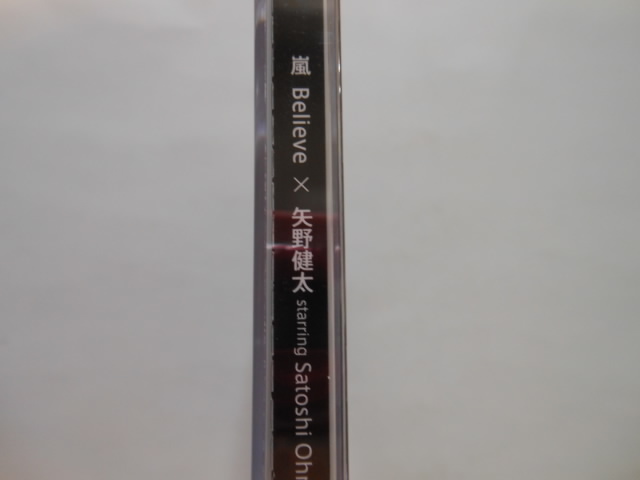 嵐 Believe × 矢野健太 starring Satoshi Oh